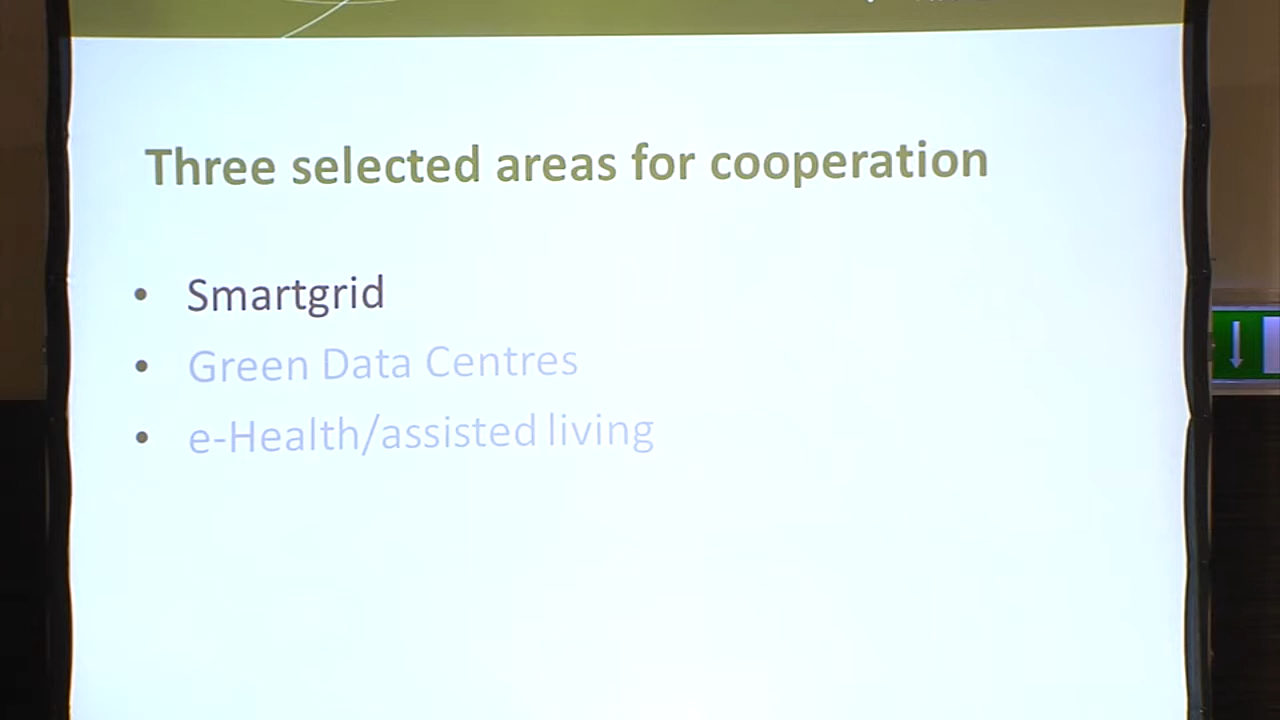 Three selected areas for cooperation
• Smartgrid
• Green Data Centres
• e-Health/assisted living